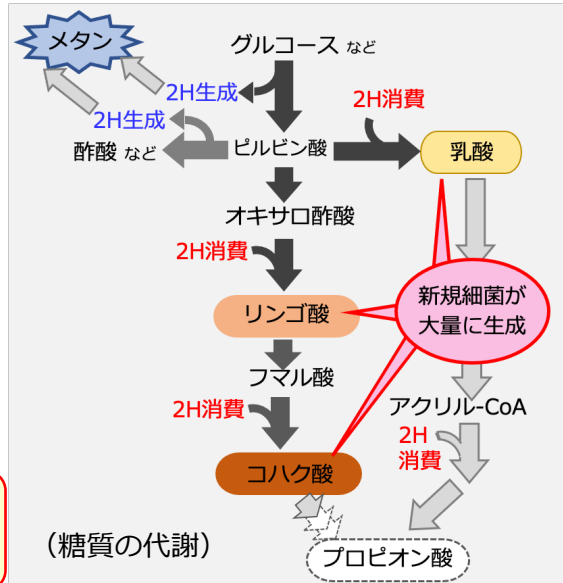 メタン
グルコース など
2H生成
2H消費
2H生成
酢酸 など
ピルビン酸
乳酸
オキサロ酢酸
2H消費
新規細菌が
大量に生成
リンゴ酸
フマル酸
2H消費
アクリル-CoA
2H
消費
コハク酸
(糖質の代謝)
プロピオン酸